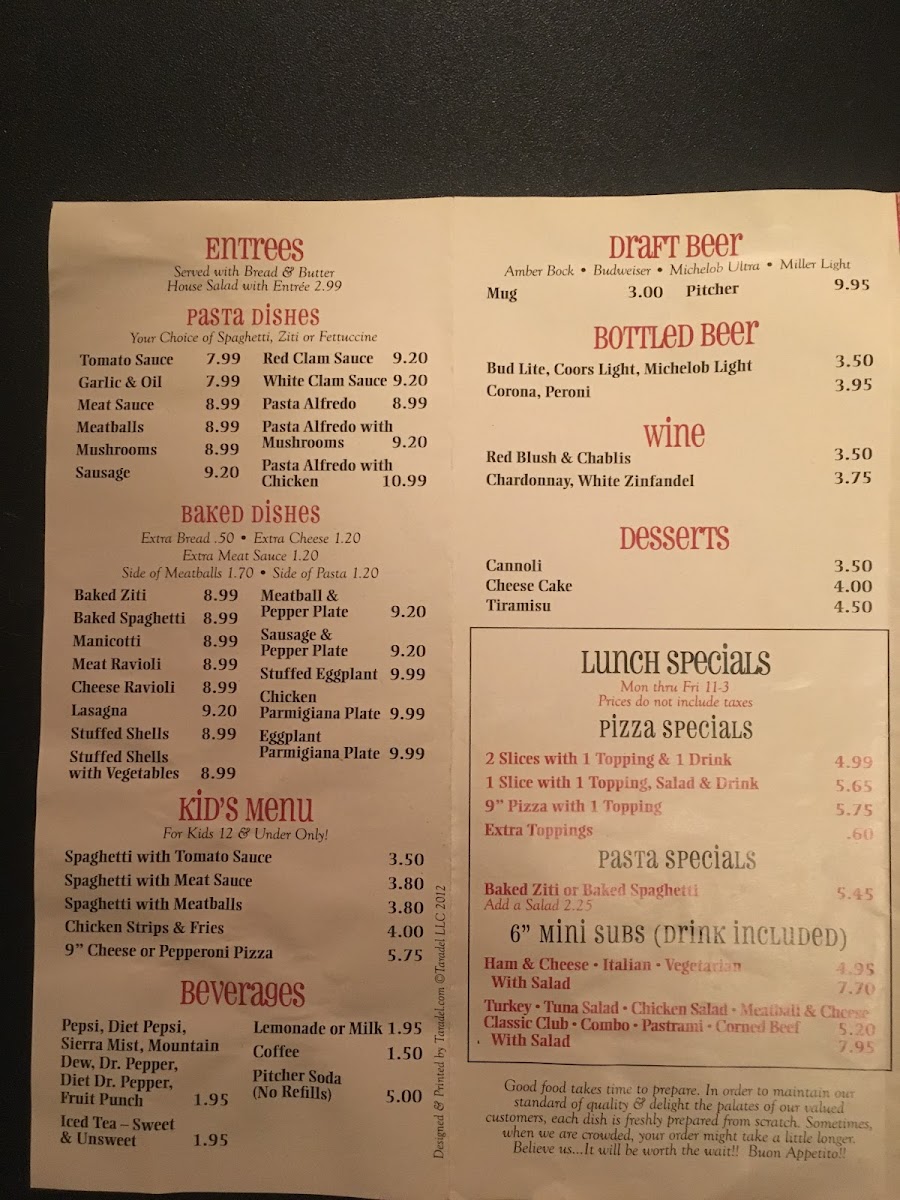 Entrees
Served with Bread & Butter
House Salad with Entrée 2.99
Pasta Dishes
Your Choice of Spaghetti, Ziti or Fettuccine
Tomato Sauce 7.99
Garlic & Oil 7.99
Meat Sauce 8.99
Meatballs 8.99
Mushrooms 8.99
Sausage 9.20
Red Clam Sauce 9.20
White Clam Sauce 9.20
Pasta Alfredo 8.99
Pasta Alfredo with
Mushrooms 9.20
Pasta Alfredo with
Chicken 10.99
Baked Dishes
Extra Bread .50 • Extra Cheese 1.20
Extra Meat Sauce 1.20
Side of Meatballs 1.70 • Side of Pasta 1.20
Baked Ziti 8.99
Baked Spaghetti 8.99
Manicotti 8.99
Meat Ravioli 8.99
Cheese Ravioli 8.99
Lasagna 9.20
Stuffed Shells 8.99
Stuffed Shells
with Vegetables 8.99
Meatball &
Pepper Plate 9.20
Sausage &
Pepper Plate 9.20
Stuffed Eggplant 9.99
Chicken
Parmigiana Plate 9.99
Eggplant
Parmigiana Plate 9.99
Kid's Menu
For Kids 12 & Under Only!
Spaghetti with Tomato Sauce 3.50
Spaghetti with Meat Sauce 3.80
Spaghetti with Meatballs 3.80
Chicken Strips & Fries 4.00
9" Cheese or Pepperoni Pizza 5.75
Beverages
Pepsi, Diet Pepsi,
Sierra Mist, Mountain
Dew, Dr. Pepper,
Diet Dr. Pepper,
Fruit Punch 1.95
Iced Tea – Sweet
& Unsweet 1.95
Lemonade or Milk 1.95
Coffee 1.50
Pitcher Soda
(No Refills) 5.00
Designed & Printed by Taradel.com ©Taradel LLC 2012
Draft Beer
Amber Bock • Budweiser • Michelob Ultra • Miller Light
Mug 3.00 Pitcher 9.95
Bottled Beer
Bud Lite, Coors Light, Michelob Light 3.50
Corona, Peroni 3.95
Wine
Red Blush & Chablis 3.50
Chardonnay, White Zinfandel 3.75
Desserts
Cannoli 3.50
Cheese Cake 4.00
Tiramisu 4.50
Lunch Specials
Mon thru Fri 11-3
Prices do not include taxes
Pizza Specials
2 Slices with 1 Topping & 1 Drink 4.99
1 Slice with 1 Topping, Salad & Drink 5.65
9" Pizza with 1 Topping 5.75
Extra Toppings .60
Pasta Specials
Baked Ziti or Baked Spaghetti 5.45
Add a Salad 2.25
6" Mini Subs (Drink Included)
Ham & Cheese • Italian • Vegetarian 4.95
With Salad 7.70
Turkey • Tuna Salad • Chicken Salad • Meatball & Cheese
Classic Club • Combo • Pastrami • Corned Beef 5.20
With Salad 7.95
Good food takes time to prepare. In order to maintain our
standard of quality & delight the palates of our valued
customers, each dish is freshly prepared from scratch. Sometimes,
when we are crowded, your order might take a little longer.
Believe us...It will be worth the wait!! Buon Appetito!!